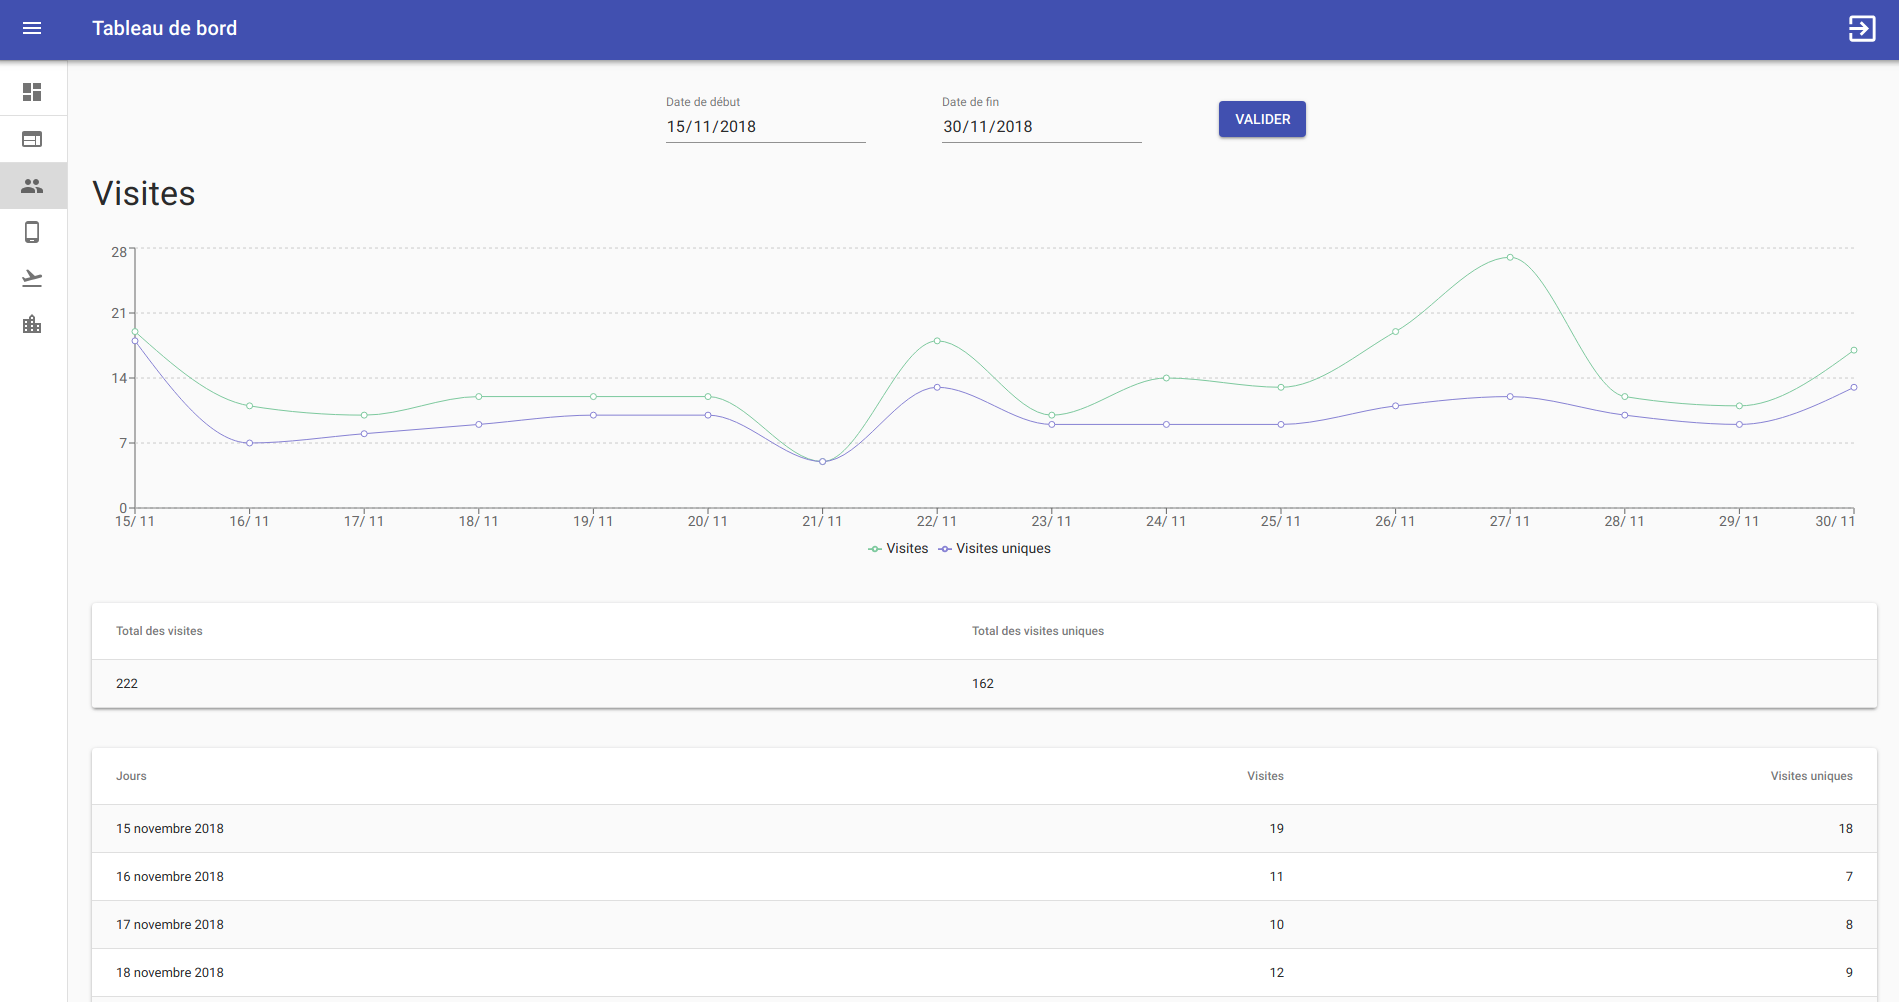 Tableau de bord
Date de début
Date de fin
15/11/2018
30/11/2018
VALIDER
Visites
28
21
14
7
0
15/ 11
16/ 11
17/ 11
18/ 11
19/ 11
20/ 11
21/ 11
22/ 11
23/ 11
24/ 11
25/ 11
26/ 11
27/ 11
28/ 11
29/ 11
30/ 11
Visites
Visites uniques
Total des visites
Total des visites uniques
222
162
Jours
Visites
Visites uniques
15 novembre 2018
19
18
16 novembre 2018
11
7
17 novembre 2018
10
8
18 novembre 2018
12
9